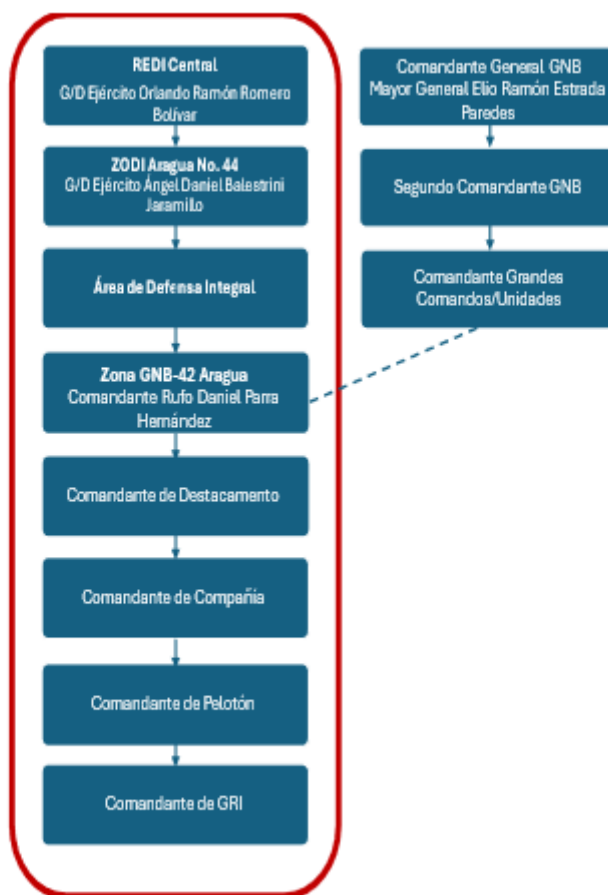 REDI Central
G/D Ejército Orlando Ramón Romero
Bolívar
ZODI Aragua No. 44
G/D Ejército Ángel Daniel Balestrini
Jaramillo
Área de Defensa Integral
Zona GNB-42 Aragua
Comandante Rufo Daniel Parra
Hernández
Comandante de Destacamento
Comandante de Compañía
Comandante de Pelotón
Comandante de GRI
Comandante General GNB
Mayor General Elio Ramón Estrada
Paredes
Segundo Comandante GNB
Comandante Grandes
Comandos/Unidades